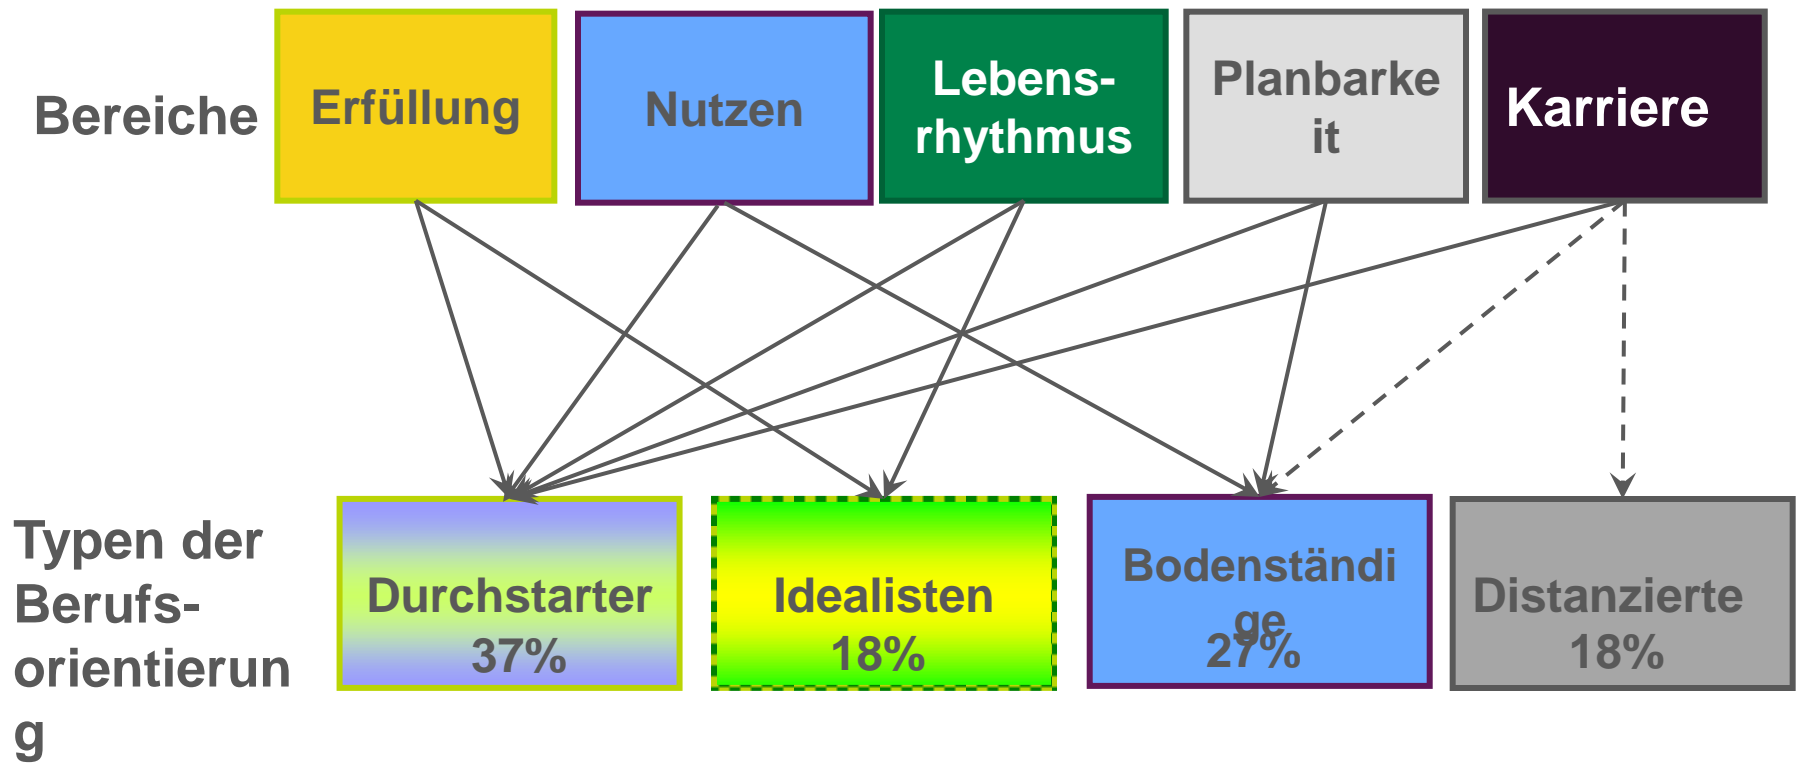 Bereiche
Erfüllung
Nutzen
Lebens-
rhythmus
Planbarke
it
Karriere
Typen der
Berufs-
orientierun
g
Durchstarter
37%
Idealisten
18%
Bodenständi
ge
27%
Distanzierte
18%